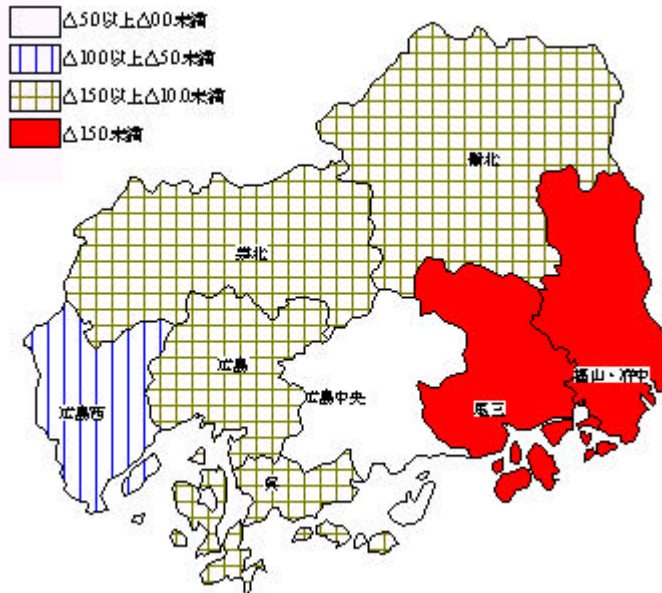 △5.0以上△0.0未満
△10.0以上△5.0未満
△15.0以上△10.0未満
△15.0未満
備北
芸北
広島
広島西
広島中央
呉
尾三
福山・府中